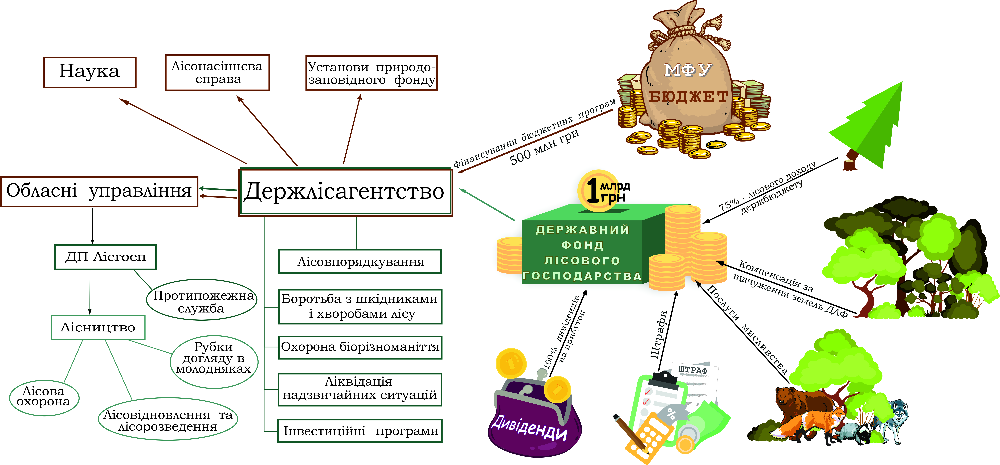 МФУ
БЮДЖЕТ
Наука
Лісонасіннєва
справа
Установи природо-
заповідного фонду
Фінансування бюджетних програм
500 млн грн
Обласні управління
Держлісагентство
1 млрд
грн
75% - лісового доходу
держбюджету
ДЕРЖАВНИЙ
ФОНД
ЛІСОВОГО
ГОСПОДАРСТВА
ДП Лісгосп
Лісовпорядкування
Компенсація за
відчуження земель ДЛФ
Протипожежна
служба
Боротьба з шкідниками
і хворобами лісу
100% дивідендів
на прибуток
Штрафи
Послуги мисливства
Лісництво
Рубки
догляду в
молодняках
Охорона біорізноманіття
Лісова
охорона
Ліквідація
надзвичайних ситуацій
ШТРАФ
%
Лісовідновлення та
лісорозведення
Інвестиційні програми
Дивіденди